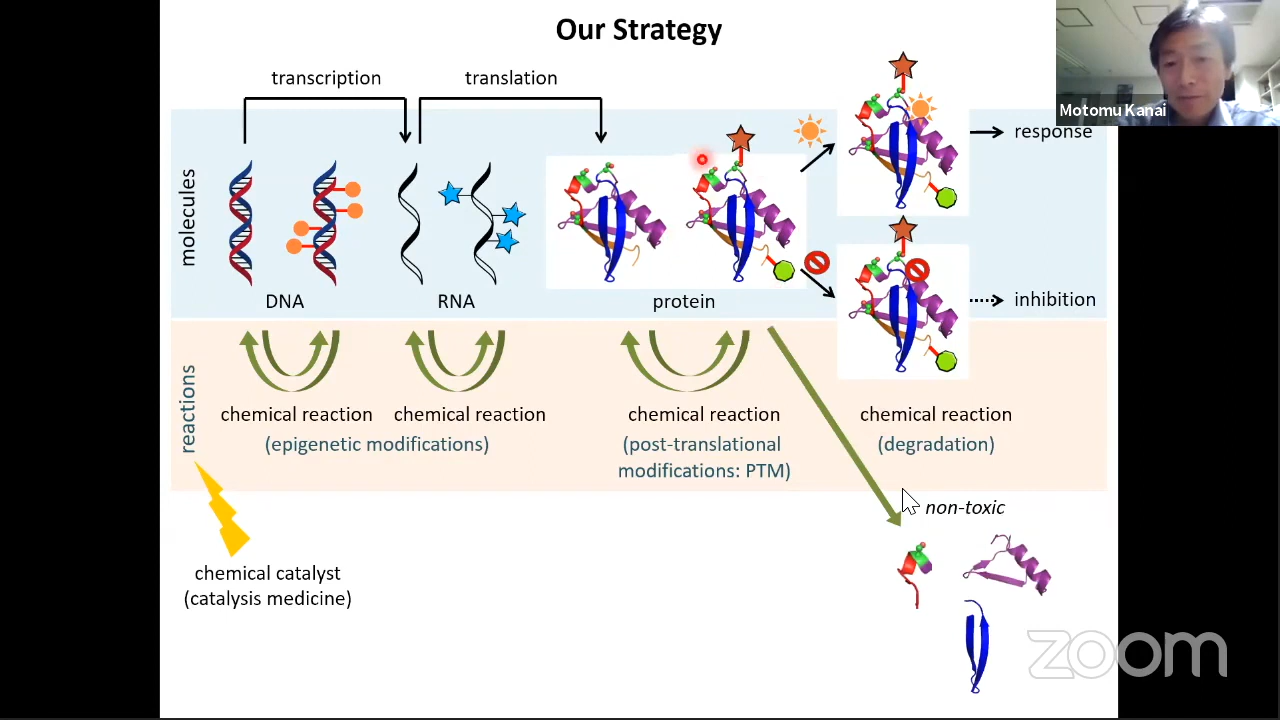 Our Strategy
Motomu Kanai
transcription
translation
molecules
response
DNA
RNA
protein
inhibition
reactions
chemical reaction
chemical reaction
(epigenetic modifications)
chemical reaction
(post-translational
modifications: PTM)
chemical reaction
(degradation)
non-toxic
chemical catalyst
(catalysis medicine)
zoom